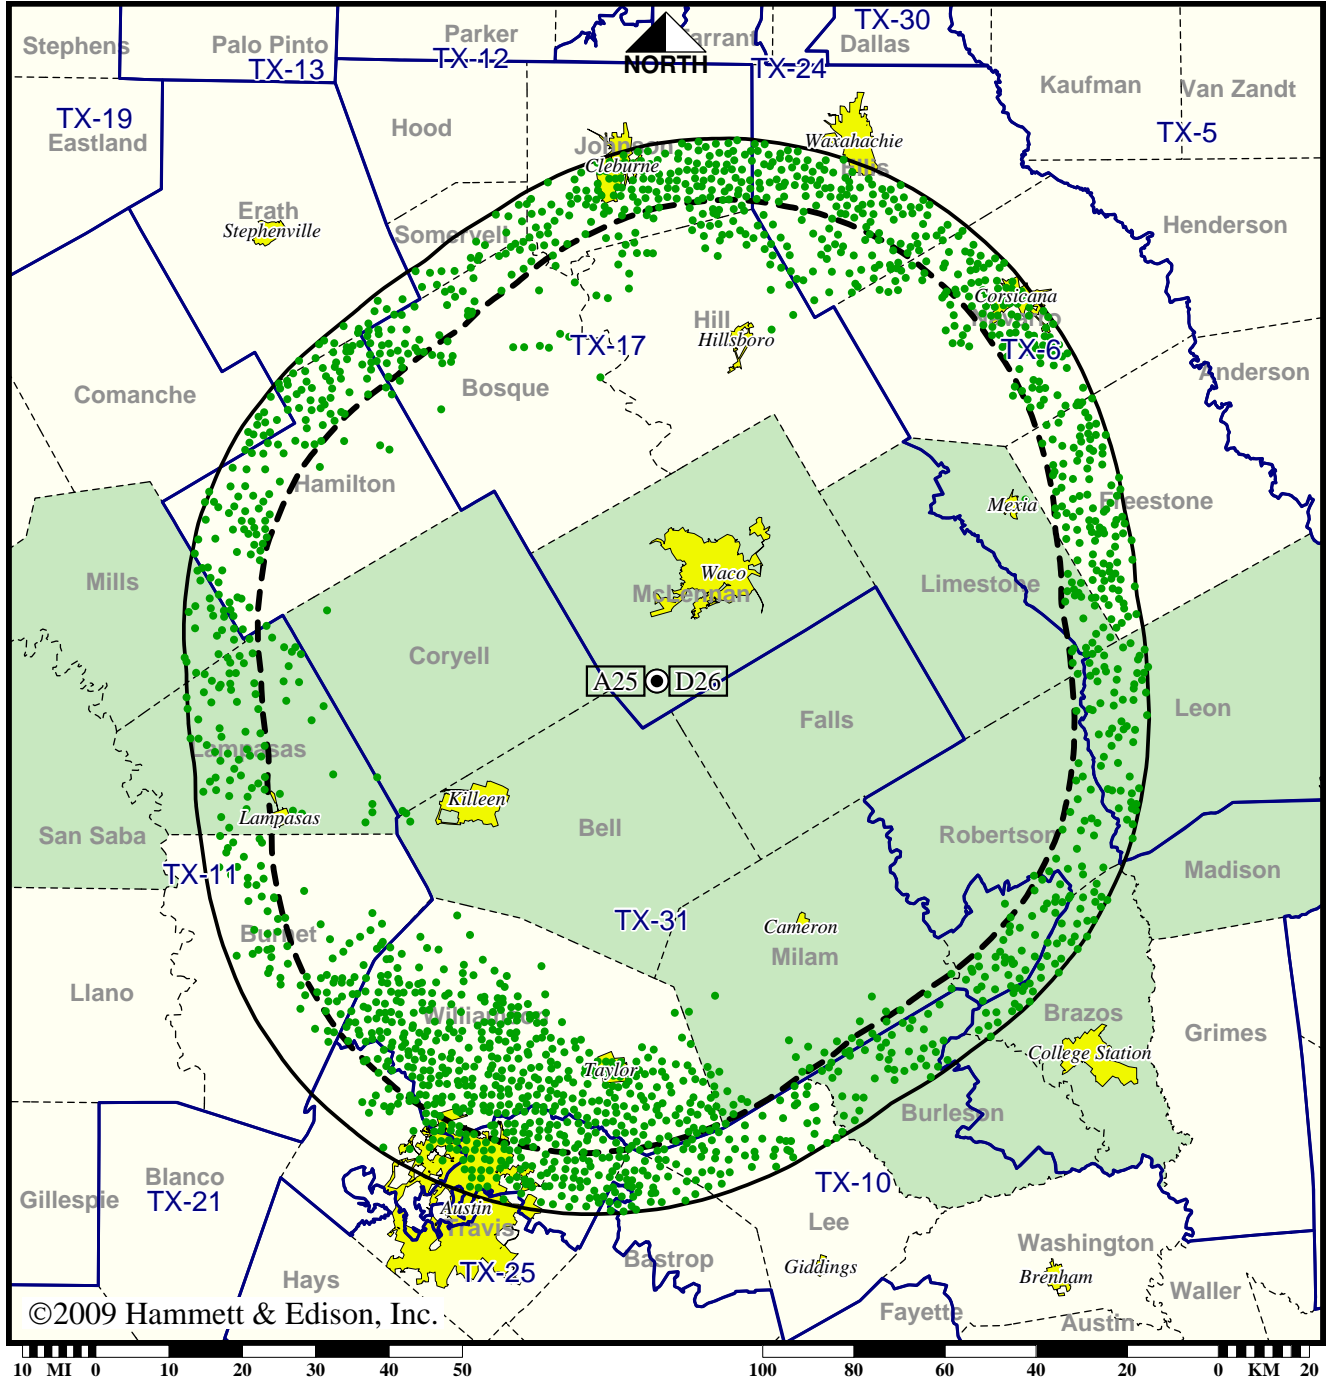 TX-30
Stephens
Palo Pinto
Parker
Tarrant
Dallas
TX-13
TX-12
NORTH
TX-24
Kaufman
Van Zandt
TX-19
Eastland
Hood
Johnson
Cleburne
Waxahachie
Ellis
TX-5
Erath
Stephenville
Somervell
Henderson
Corsicana
Navarro
Hill
Hillsboro
TX-17
TX-6
Comanche
Bosque
Anderson
Hamilton
Mexia
Freestone
Mills
Waco
McLennan
Limestone
Coryell
A25
D26
Falls
Leon
Lampasas
Lampasas
Killeen
San Saba
Bell
Robertson
TX-11
Madison
Burnet
TX-31
Cameron
Milam
Llano
Williamson
Brazos
Grimes
Taylor
College Station
Burleson
Blanco
Gillespie
TX-21
TX-10
Austin
Travis
Lee
TX-25
Hays
Bastrop
Giddings
Washington
Brenham
Waller
Fayette
Austin
©2009 Hammett & Edison, Inc.
10 MI 0 10 20 30 40 50 100 80 60 40 20 0 KM 20